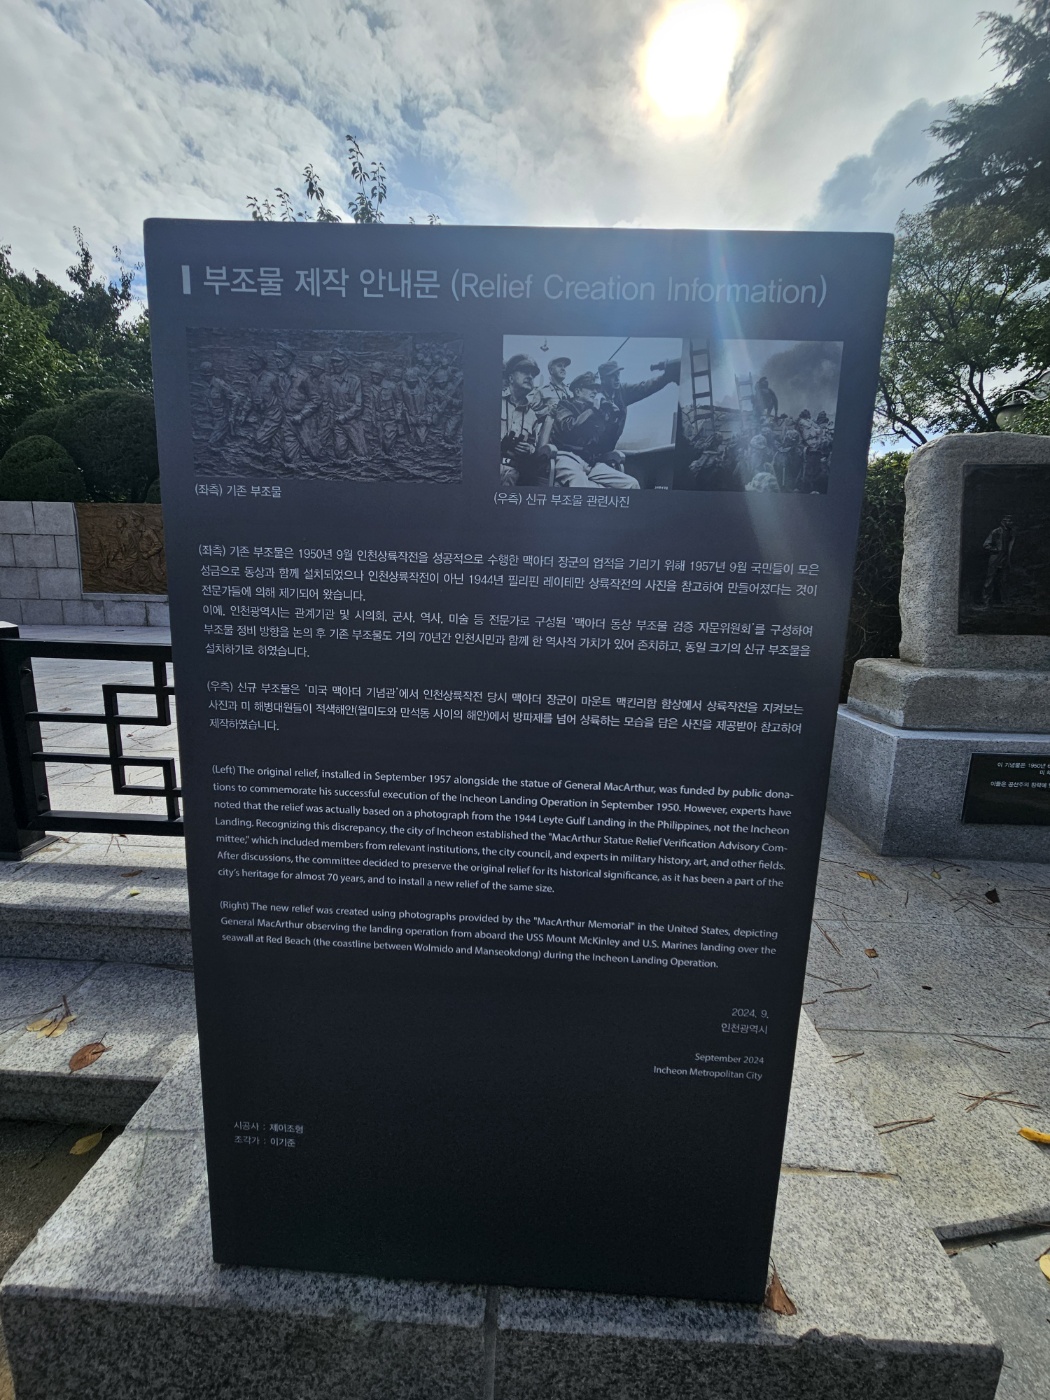 부조물 제작 안내문 (Relief Creation Information)
(좌측) 기존 부조물
(우측) 신규 부조물 관련사진
(좌측) 기존 부조물은 1950년 9월 인천상륙작전을 성공적으로 수행한 맥아더 장군의 업적을 기리기 위해 1957년 9월 국민들이 모은
성금으로 동상과 함께 설치되었으나 인천상륙작전이 아닌 1944년 필리핀 레이테만 상륙작전의 사진을 참고하여 만들어졌다는 것이
전문가들에 의해 제기되어 왔습니다.
이에, 인천광역시는 관계기관 및 시의회, 군사, 역사, 미술 등 전문가로 구성된 '맥아더 동상 부조물 검증 자문위원회'를 구성하여
부조물 정비 방향을 논의 후 기존 부조물도 거의 70년간 인천시민과 함께 한 역사적 가치가 있어 존치하고, 동일 크기의 신규 부조물을
설치하기로 하였습니다.
(우측) 신규 부조물은 '미국 맥아더 기념관'에서 인천상륙작전 당시 맥아더 장군이 마운트 맥킨리함 함상에서 상륙작전을 지켜보는
사진과 미 해병대원들이 적색해안(월미도와 만석동 사이의 해안)에서 방파제를 넘어 상륙하는 모습을 담은 사진을 제공받아 참고하여
제작하였습니다.
(Left) The original relief, installed in September 1957 alongside the statue of General MacArthur, was funded by public dona-
tions to commemorate his successful execution of the Incheon Landing Operation in September 1950. However, experts have
noted that the relief was actually based on a photograph from the 1944 Leyte Gulf Landing in the Philippines, not the Incheon
Landing. Recognizing this discrepancy, the city of Incheon established the "MacArthur Statue Relief Verification Advisory Com-
mittee," which included members from relevant institutions, the city council, and experts in military history, art, and other fields.
After discussions, the committee decided to preserve the original relief for its historical significance, as it has been a part of the
city's heritage for almost 70 years, and to install a new relief of the same size.
(Right) The new relief was created using photographs provided by the "MacArthur Memorial" in the United States, depicting
General MacArthur observing the landing operation from aboard the USS Mount McKinley and U.S. Marines landing over the
seawall at Red Beach (the coastline between Wolmido and Manseokdong) during the Incheon Landing Operation.
2024. 9.
인천광역시
September 2024
Incheon Metropolitan City
시공사 : 제이조형
조각가 : 이기준
이 기념물은 1950년